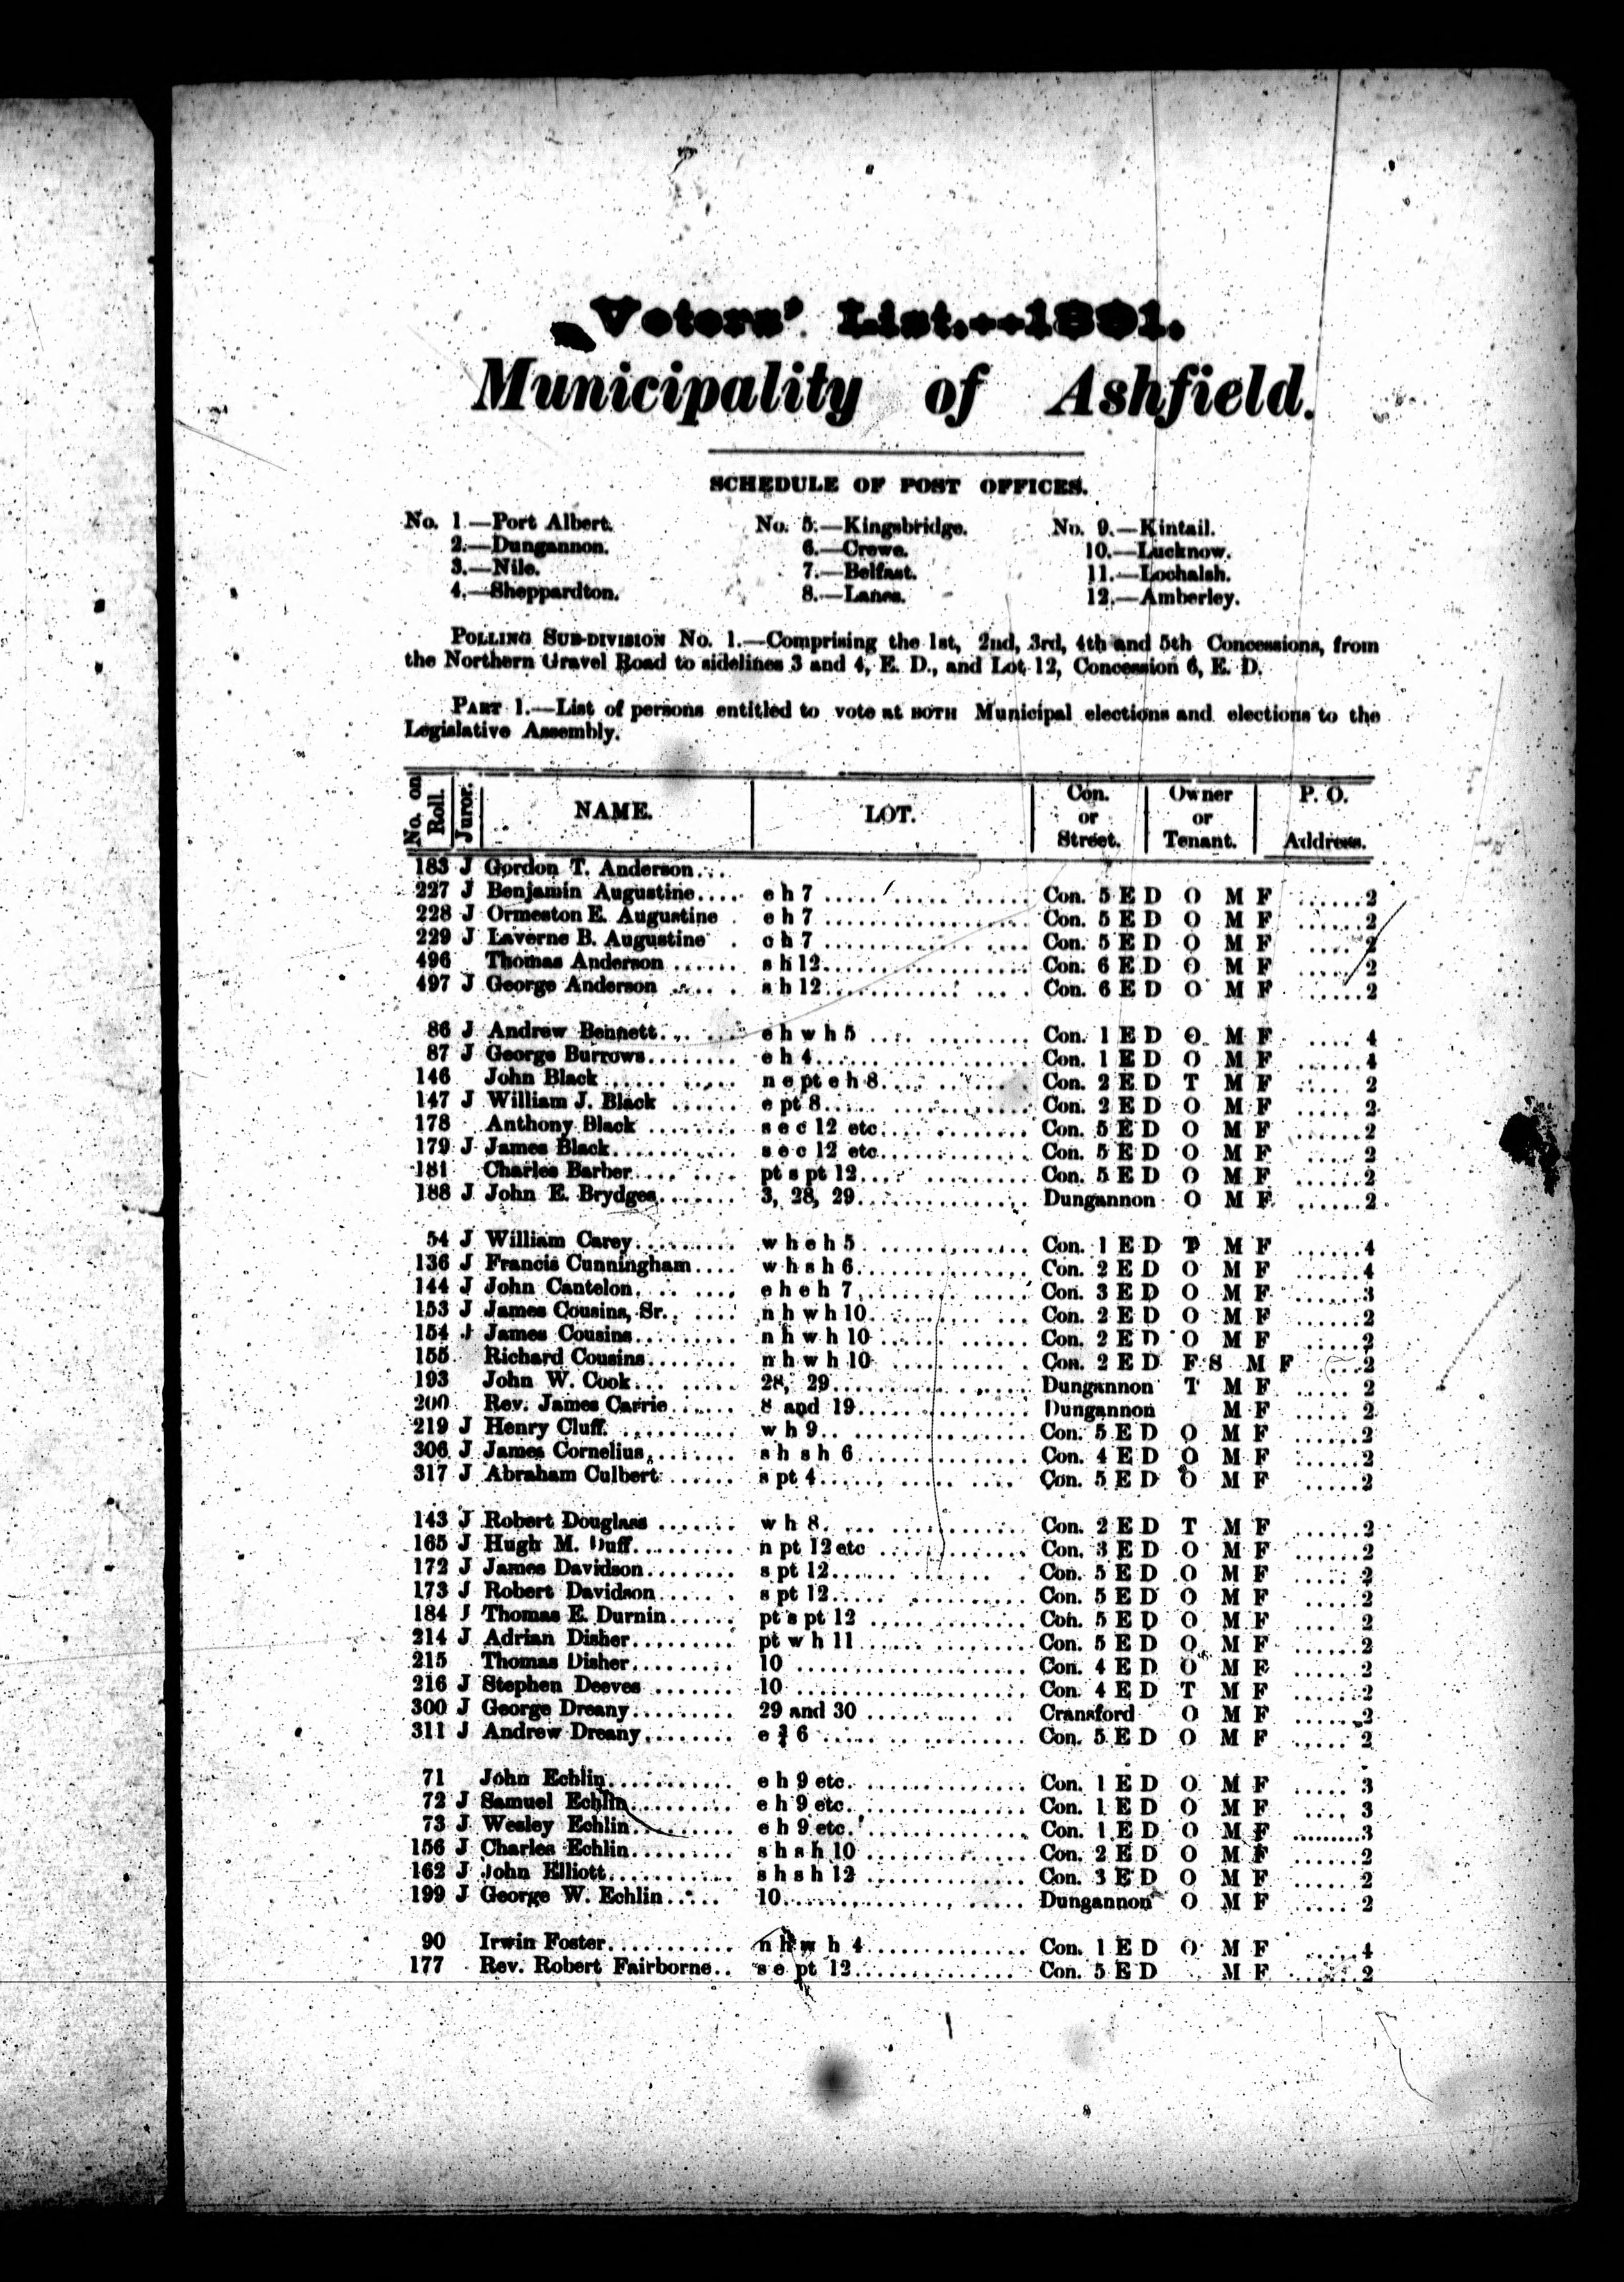 Voters' List.--1891.
Municipality of Ashfield.
SCHEDULE OF POST OFFICES.
No. 1.—Port Albert. No. 5.—Kingsbridge. No. 9.—Kintail.
2.—Dungannon. 6.—Crewe. 10.—Lucknow.
3.—Nile. 7.—Belfast. 11.—Lochalsh.
4.—Sheppardton. 8.—Lanes. 12.—Amberley.
POLLING SUB-DIVISION No. 1.—Comprising the 1st, 2nd, 3rd, 4th and 5th Concessions, from
the Northern Gravel Road to sidelines 3 and 4, E. D., and Lot 12, Concession 6, E. D.
PART 1.—List of persons entitled to vote at BOTH Municipal elections and elections to the
Legislative Assembly.
No. on Roll. Juror. NAME. LOT. Con. or Street. Owner or Tenant. P. O. Address.
183 J Gordon T. Anderson...
227 J Benjamin Augustine.... e h 7 ........ Con. 5 E D O M F ......2
228 J Ormeston E. Augustine . e h 7 ........ Con. 5 E D O M F ......2
229 J Laverne B. Augustine . e h 7 ........ Con. 5 E D O M F ......2
496 Thomas Anderson ...... s h 12........ Con. 6 E D O M F ......2
497 J George Anderson ...... s h 12........ Con. 6 E D O M F ......2
86 J Andrew Bennett........ e h w h 5 ........ Con. 1 E D O M F .... 4
87 J George Burrows........ e h 4........ Con. 1 E D O M F .... 4
146 John Black ........ n e pt e h 8........ Con. 2 E D T M F .... 2
147 J William J. Black ...... e pt 8........ Con. 2 E D O M F ......2
178 Anthony Black ........ s e c 12 etc........ Con. 5 E D O M F ......2
179 J James Black........ s e c 12 etc........ Con. 5 E D O M F .... 2
181 Charles Barber........ pt s pt 12........ Con. 5 E D O M F ......2
188 J John E. Brydges........ 3, 28, 29........ Dungannon O M F ......2
54 J William Carey........ w h e h 5 ........ Con. 1 E D T M F ......4
136 J Francis Cunningham.... w h s h 6........ Con. 2 E D O M F ......4
144 J John Cantelon........ e h e h 7........ Con. 3 E D O M F ......3
153 J James Cousins, Sr..... n h w h 10........ Con. 2 E D O M F ......2
154 J James Cousins........ n h w h 10 ........ Con. 2 E D O M F ......2
155 Richard Cousins........ n h w h 10 ........ Con. 2 E D F S M F ....2
193 John W. Cook........ 28, 29........ Dungannon T M F ..... 2
200 Rev. James Carrie...... 8 and 19........ Dungannon M F ..... 2
219 J Henry Cluff........ w h 9........ Con. 5 E D O M F ......2
306 J James Cornelius........ s h s h 6........ Con. 4 E D O M F ......2
317 J Abraham Culbert ...... s pt 4........ Con. 5 E D O M F ......2
143 J Robert Douglass ....... w h 8........ Con. 2 E D T M F ......2
165 J Hugh M. Duff........ n pt 12 etc ........ Con. 3 E D O M F ......2
172 J James Davidson........ s pt 12........ Con. 5 E D O M F ......2
173 J Robert Davidson........ s pt 12........ Con. 5 E D O M F ......2
184 J Thomas E. Durnin...... pt s pt 12 ........ Con. 5 E D O M F ......2
214 J Adrian Disher........ pt w h 11........ Con. 5 E D O M F ......2
215 Thomas Disher........ 10 ........ Con. 4 E D O M F ......2
216 J Stephen Deeves ....... 10 ........ Con. 4 E D T M F ......2
300 J George Dreany........ 29 and 30 ........ Cransford O M F ......2
311 J Andrew Dreany........ e 6 ........ Con. 5 E D O M F ..... 2
71 John Echlin........ e h 9 etc. ........ Con. 1 E D O M F ..... 3
72 J Samuel Echlin........ e h 9 etc. ........ Con. 1 E D O M F ..... 3
73 J Wesley Echlin........ e h 9 etc. ........ Con. 1 E D O M F ..........3
156 J Charles Echlin........ s h s h 10 ........ Con. 2 E D O M F ......2
162 J John Elliott........ s h s h 12 ........ Con. 3 E D O M F ......2
199 J George W. Echlin...... 10........ Dungannon O M F ..... 2
90 Irwin Foster........ n h w h 4........ Con. 1 E D O M F ......4
177 Rev. Robert Fairborne.. s e pt 12........ Con. 5 E D M F ......2